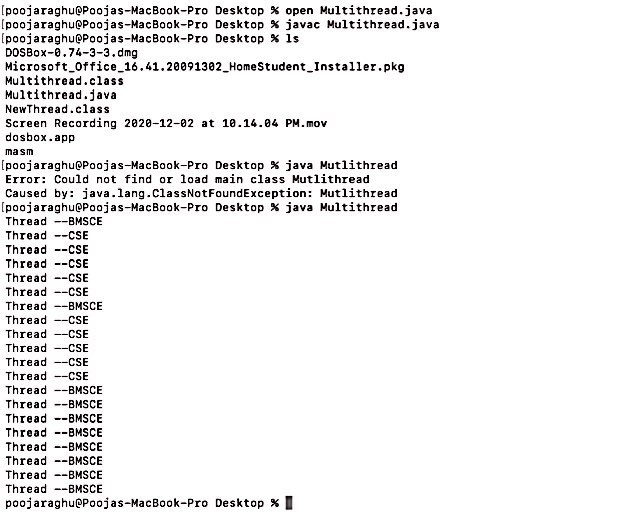 [poojaraghu@Poojas-MacBook-Pro Desktop % open Multithread.java
[poojaraghu@Poojas-MacBook-Pro Desktop % javac Multithread.java
[poojaraghu@Poojas-MacBook-Pro Desktop % ls
DOSBox-0.74-3-3.dmg
Microsoft_Office_16.41.20091302_HomeStudent_Installer.pkg
Multithread.class
Multithread.java
NewThread.class
Screen Recording 2020-12-02 at 10.14.04 PM.mov
dosbox.app
masm
[poojaraghu@Poojas-MacBook-Pro Desktop % java Mutlithread
Error: Could not find or load main class Mutlithread
Caused by: java.lang.ClassNotFoundException: Mutlithread
[poojaraghu@Poojas-MacBook-Pro Desktop % java Multithread
Thread --BMSCE
Thread --CSE
Thread --CSE
Thread --CSE
Thread --CSE
Thread --CSE
Thread --BMSCE
Thread --CSE
Thread --CSE
Thread --CSE
Thread --CSE
Thread --CSE
Thread --BMSCE
Thread --BMSCE
Thread --BMSCE
Thread --BMSCE
Thread --BMSCE
Thread --BMSCE
Thread --BMSCE
Thread --BMSCE
poojaraghu@Poojas-MacBook-Pro Desktop %